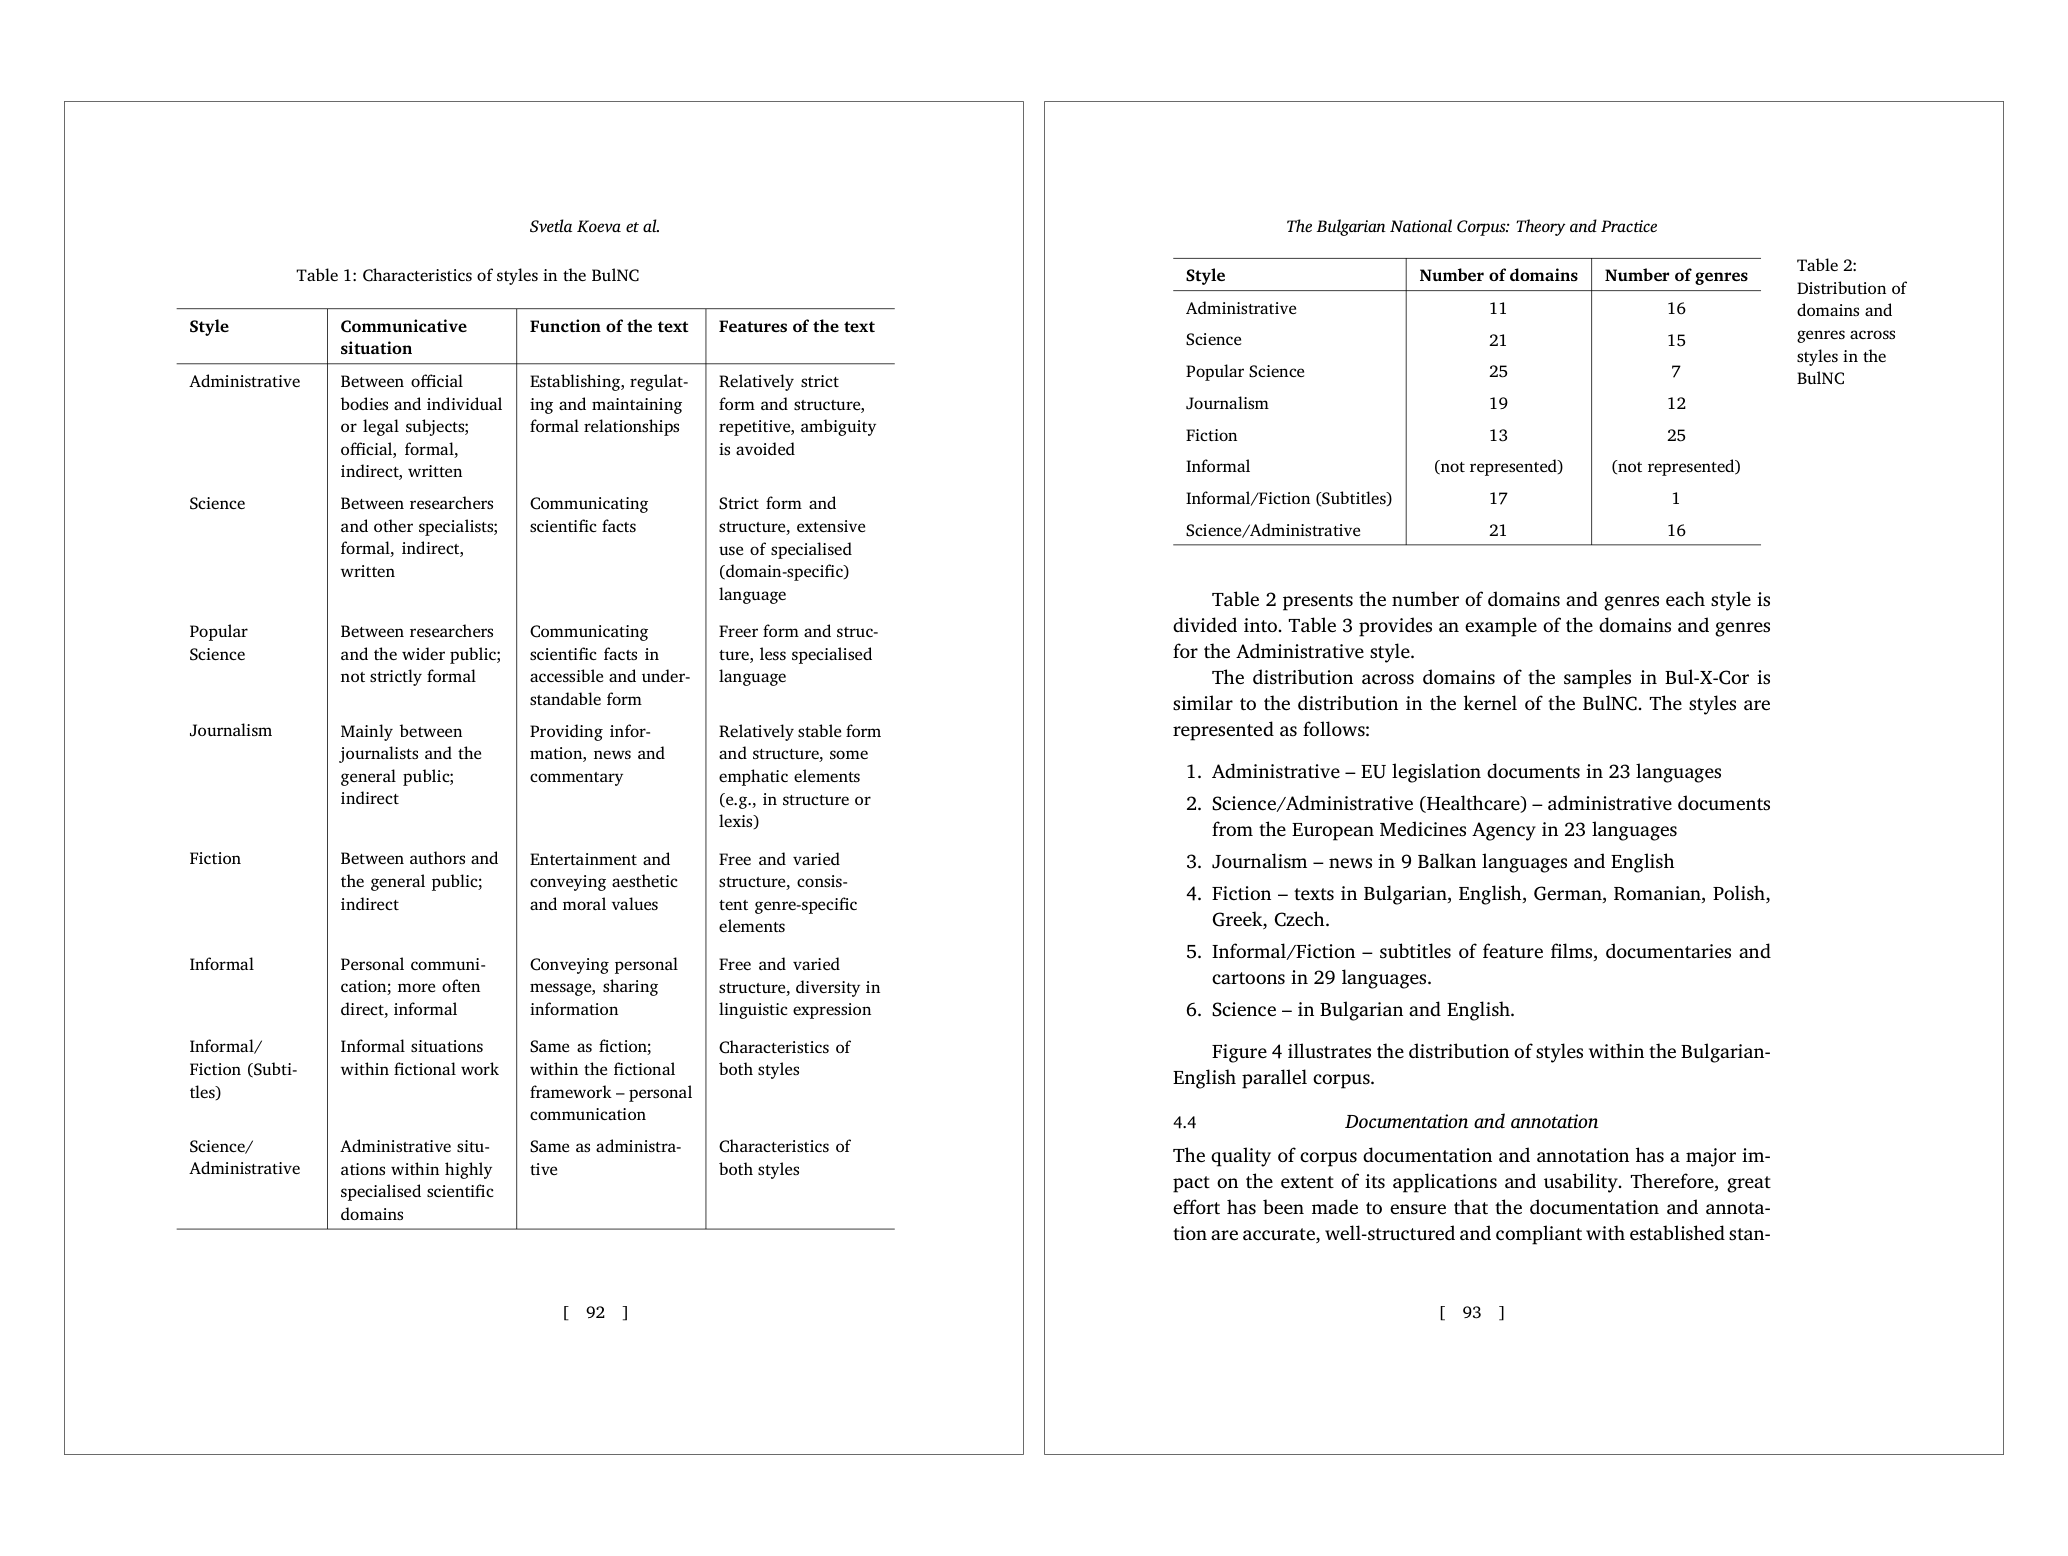 Svetla Koeva et al.
Table 1: Characteristics of styles in the BulNC
Style
Communicative
situation
Function of the text
Features of the text
Administrative
Between official
bodies and individual
or legal subjects;
official, formal,
indirect, written
Establishing, regulat-
ing and maintaining
formal relationships
Relatively strict
form and structure,
repetitive, ambiguity
is avoided
Science
Between researchers
and other specialists;
formal, indirect,
written
Communicating
scientific facts
Strict form and
structure, extensive
use of specialised
(domain-specific)
language
Popular
Science
Between researchers
and the wider public;
not strictly formal
Communicating
scientific facts in
accessible and under-
standable form
Freer form and struc-
ture, less specialised
language
Journalism
Mainly between
journalists and the
general public;
indirect
Providing infor-
mation, news and
commentary
Relatively stable form
and structure, some
emphatic elements
(e.g., in structure or
lexis)
Fiction
Between authors and
the general public;
indirect
Entertainment and
conveying aesthetic
and moral values
Free and varied
structure, consis-
tent genre-specific
elements
Informal
Personal communi-
cation; more often
direct, informal
Conveying personal
message, sharing
information
Free and varied
structure, diversity in
linguistic expression
Informal/
Fiction (Subti-
tles)
Informal situations
within fictional work
Same as fiction;
within the fictional
framework – personal
communication
Characteristics of
both styles
Science/
Administrative
Administrative situ-
ations within highly
specialised scientific
domains
Same as administra-
tive
Characteristics of
both styles
[ 92 ]
The Bulgarian National Corpus: Theory and Practice
Style Number of domains Number of genres
Administrative 11 16
Science 21 15
Popular Science 25 7
Journalism 19 12
Fiction 13 25
Informal (not represented) (not represented)
Informal/Fiction (Subtitles) 17 1
Science/Administrative 21 16
Table 2:
Distribution of
domains and
genres across
styles in the
BulNC
Table 2 presents the number of domains and genres each style is
divided into. Table 3 provides an example of the domains and genres
for the Administrative style.
The distribution across domains of the samples in Bul-X-Cor is
similar to the distribution in the kernel of the BulNC. The styles are
represented as follows:
1. Administrative – EU legislation documents in 23 languages
2. Science/Administrative (Healthcare) – administrative documents
from the European Medicines Agency in 23 languages
3. Journalism – news in 9 Balkan languages and English
4. Fiction – texts in Bulgarian, English, German, Romanian, Polish,
Greek, Czech.
5. Informal/Fiction – subtitles of feature films, documentaries and
cartoons in 29 languages.
6. Science – in Bulgarian and English.
Figure 4 illustrates the distribution of styles within the Bulgarian-
English parallel corpus.
4.4 Documentation and annotation
The quality of corpus documentation and annotation has a major im-
pact on the extent of its applications and usability. Therefore, great
effort has been made to ensure that the documentation and annota-
tion are accurate, well-structured and compliant with established stan-
[ 93 ]